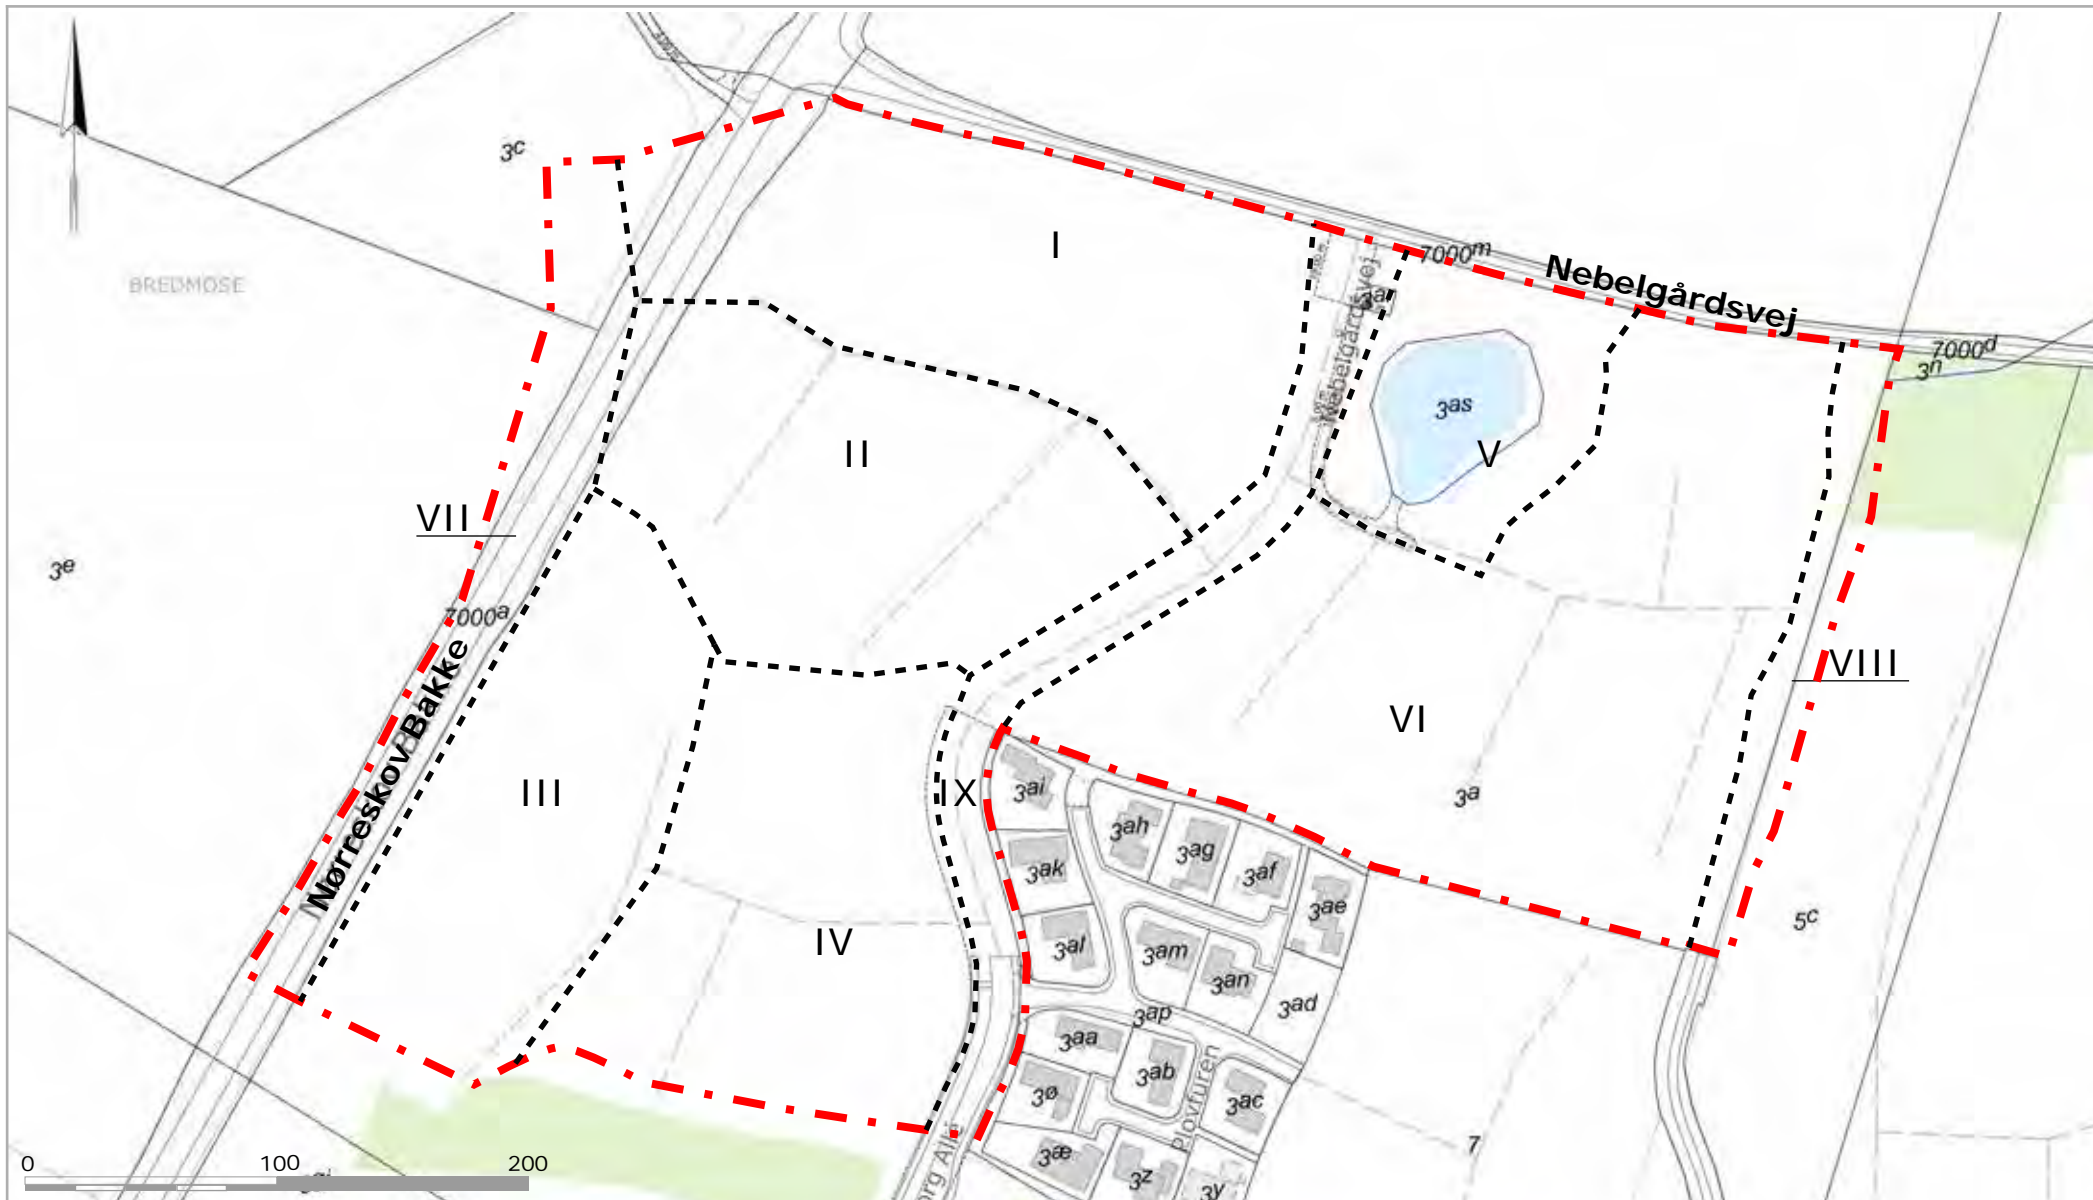 3c
I
BREDMOSE
7000m
Nebelgårdsvej
Nebelgårdsvej
7000d
3n
3as
II
V
VII
3e
7000a
Nørreskov Bakke
VIII
VI
III
IX
3ai
3a
3ah
3ag
3ak
3af
3ae
5c
IV
3al
3am
3an
3ad
3ap
3aa
3ab
3ø
3ac
Plovfuren
7
3æ
3z
3y
0 100 200